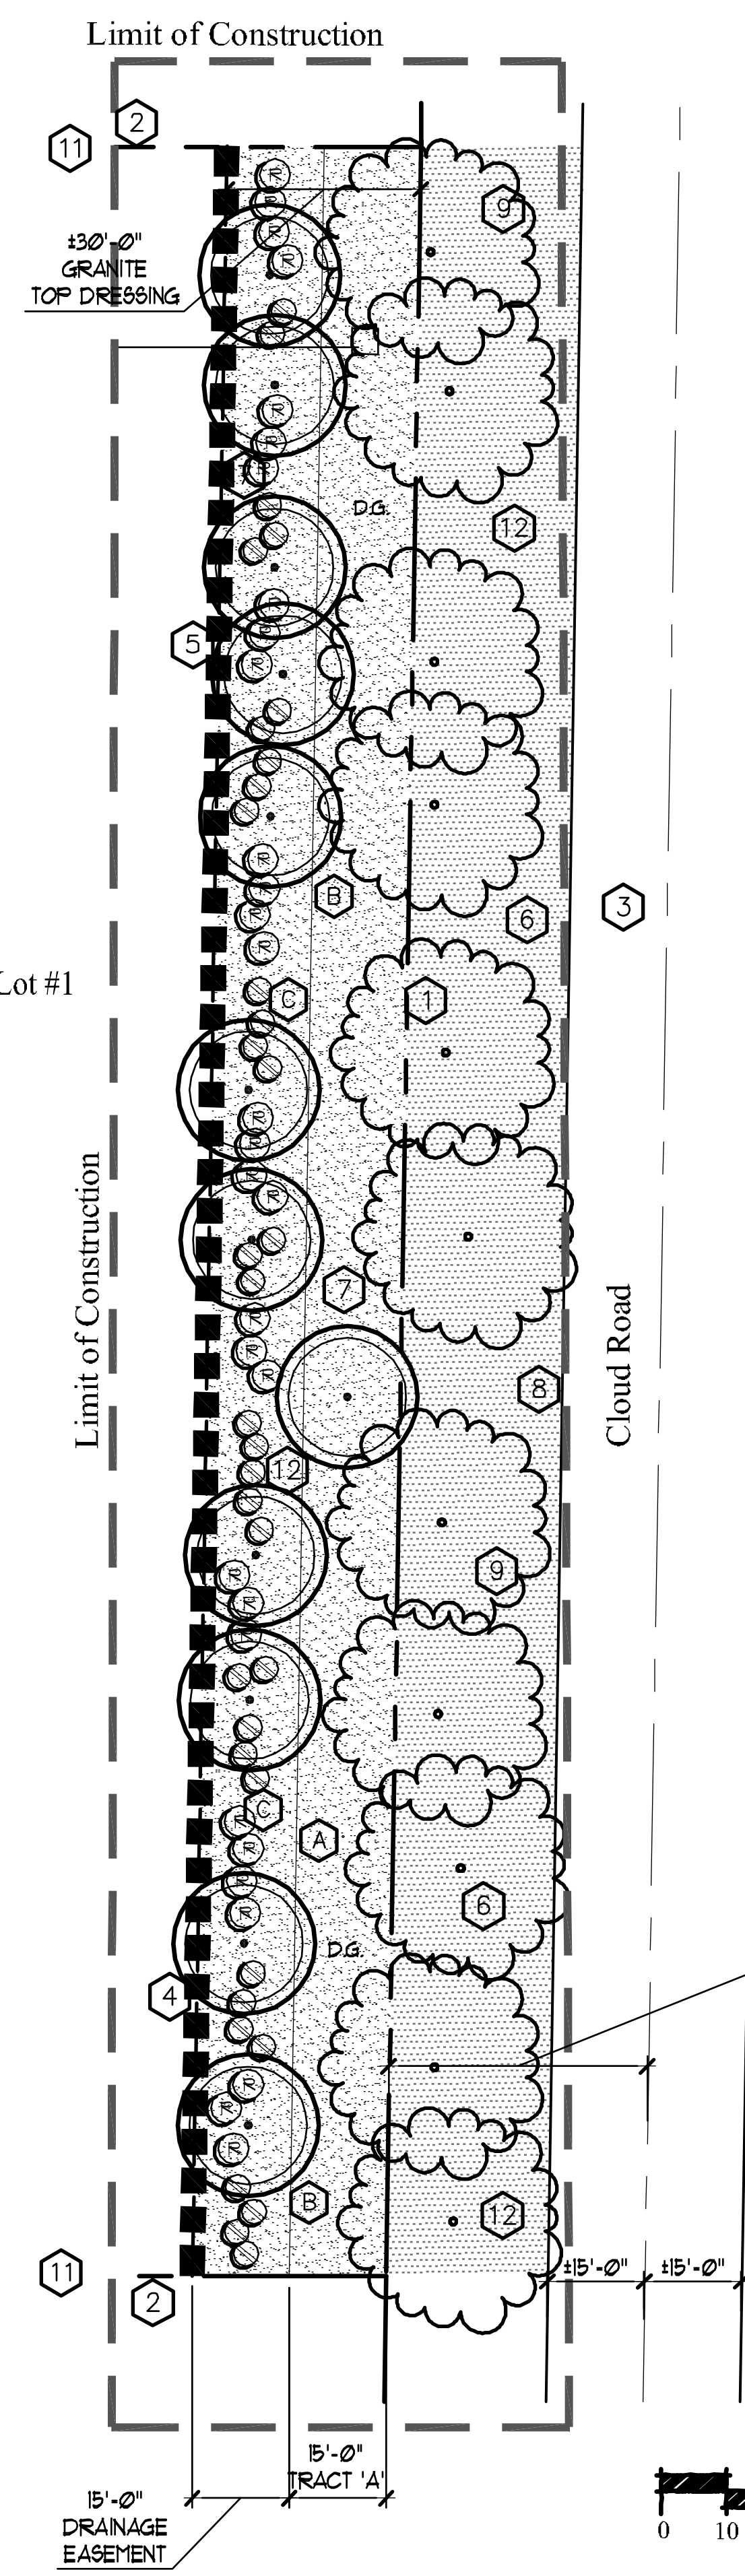 Limit of Construction
2
11
9
±30'-0"
GRANITE
TOP DRESSING
D.G.
12
5
B
6
3
Lot #1
C
1
Limit of Construction
7
Cloud Road
8
12
9
C
A
6
D.G.
4
B
12
11
2
±15'-0"
±15'-0"
15'-0"
TRACT 'A'
15'-0"
DRAINAGE
EASEMENT
0
10